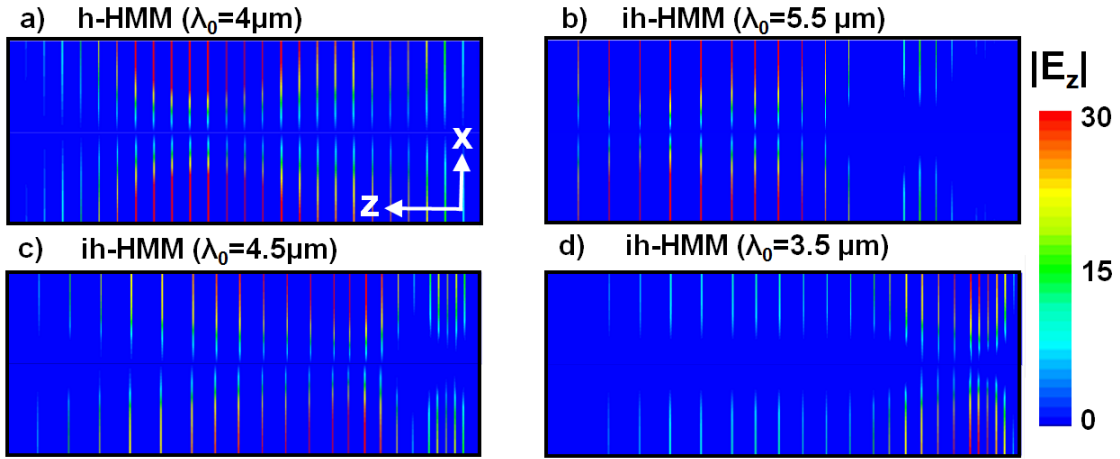 a) h-HMM (λ₀=4µm)
b) ih-HMM (λ₀=5.5 µm)
|E_z|
30
15
0
x
z
c) ih-HMM (λ₀=4.5µm)
d) ih-HMM (λ₀=3.5 µm)